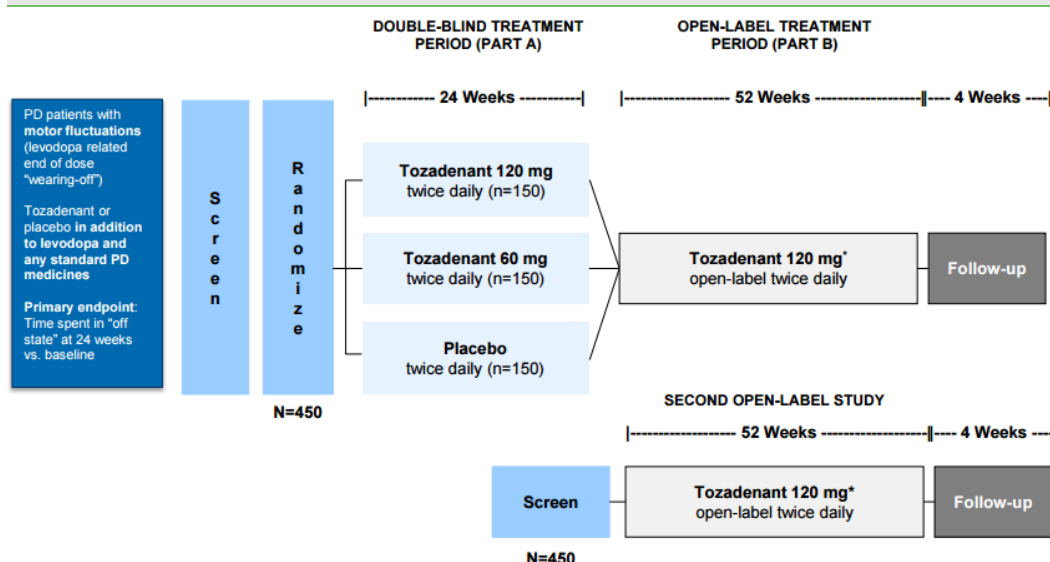 DOUBLE-BLIND TREATMENT
PERIOD (PART A)
OPEN-LABEL TREATMENT
PERIOD (PART B)
|------------ 24 Weeks -----------|
|------------------- 52 Weeks ------------------||---- 4 Weeks ----|
PD patients with
motor fluctuations
(levodopa related
end of dose
“wearing-off”)
Tozadenant or
placebo in addition
to levodopa and
any standard PD
medicines
Primary endpoint:
Time spent in “off
state” at 24 weeks
vs. baseline
Screen
Randomize
N=450
Tozadenant 120 mg
twice daily (n=150)
Tozadenant 60 mg
twice daily (n=150)
Placebo
twice daily (n=150)
Tozadenant 120 mg*
open-label twice daily
Follow-up
SECOND OPEN-LABEL STUDY
|------------------- 52 Weeks -------------------||---- 4 Weeks ----
Screen
N=450
Tozadenant 120 mg*
open-label twice daily
Follow-up